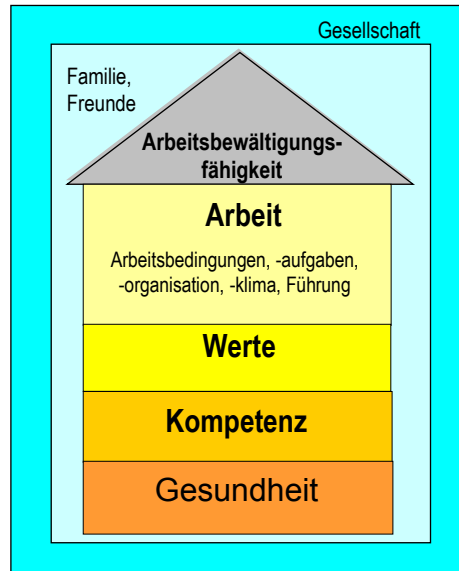 Gesellschaft
Familie,
Freunde
Arbeitsbewältigungs-
fähigkeit
Arbeit
Arbeitsbedingungen, -aufgaben,
-organisation, -klima, Führung
Werte
Kompetenz
Gesundheit